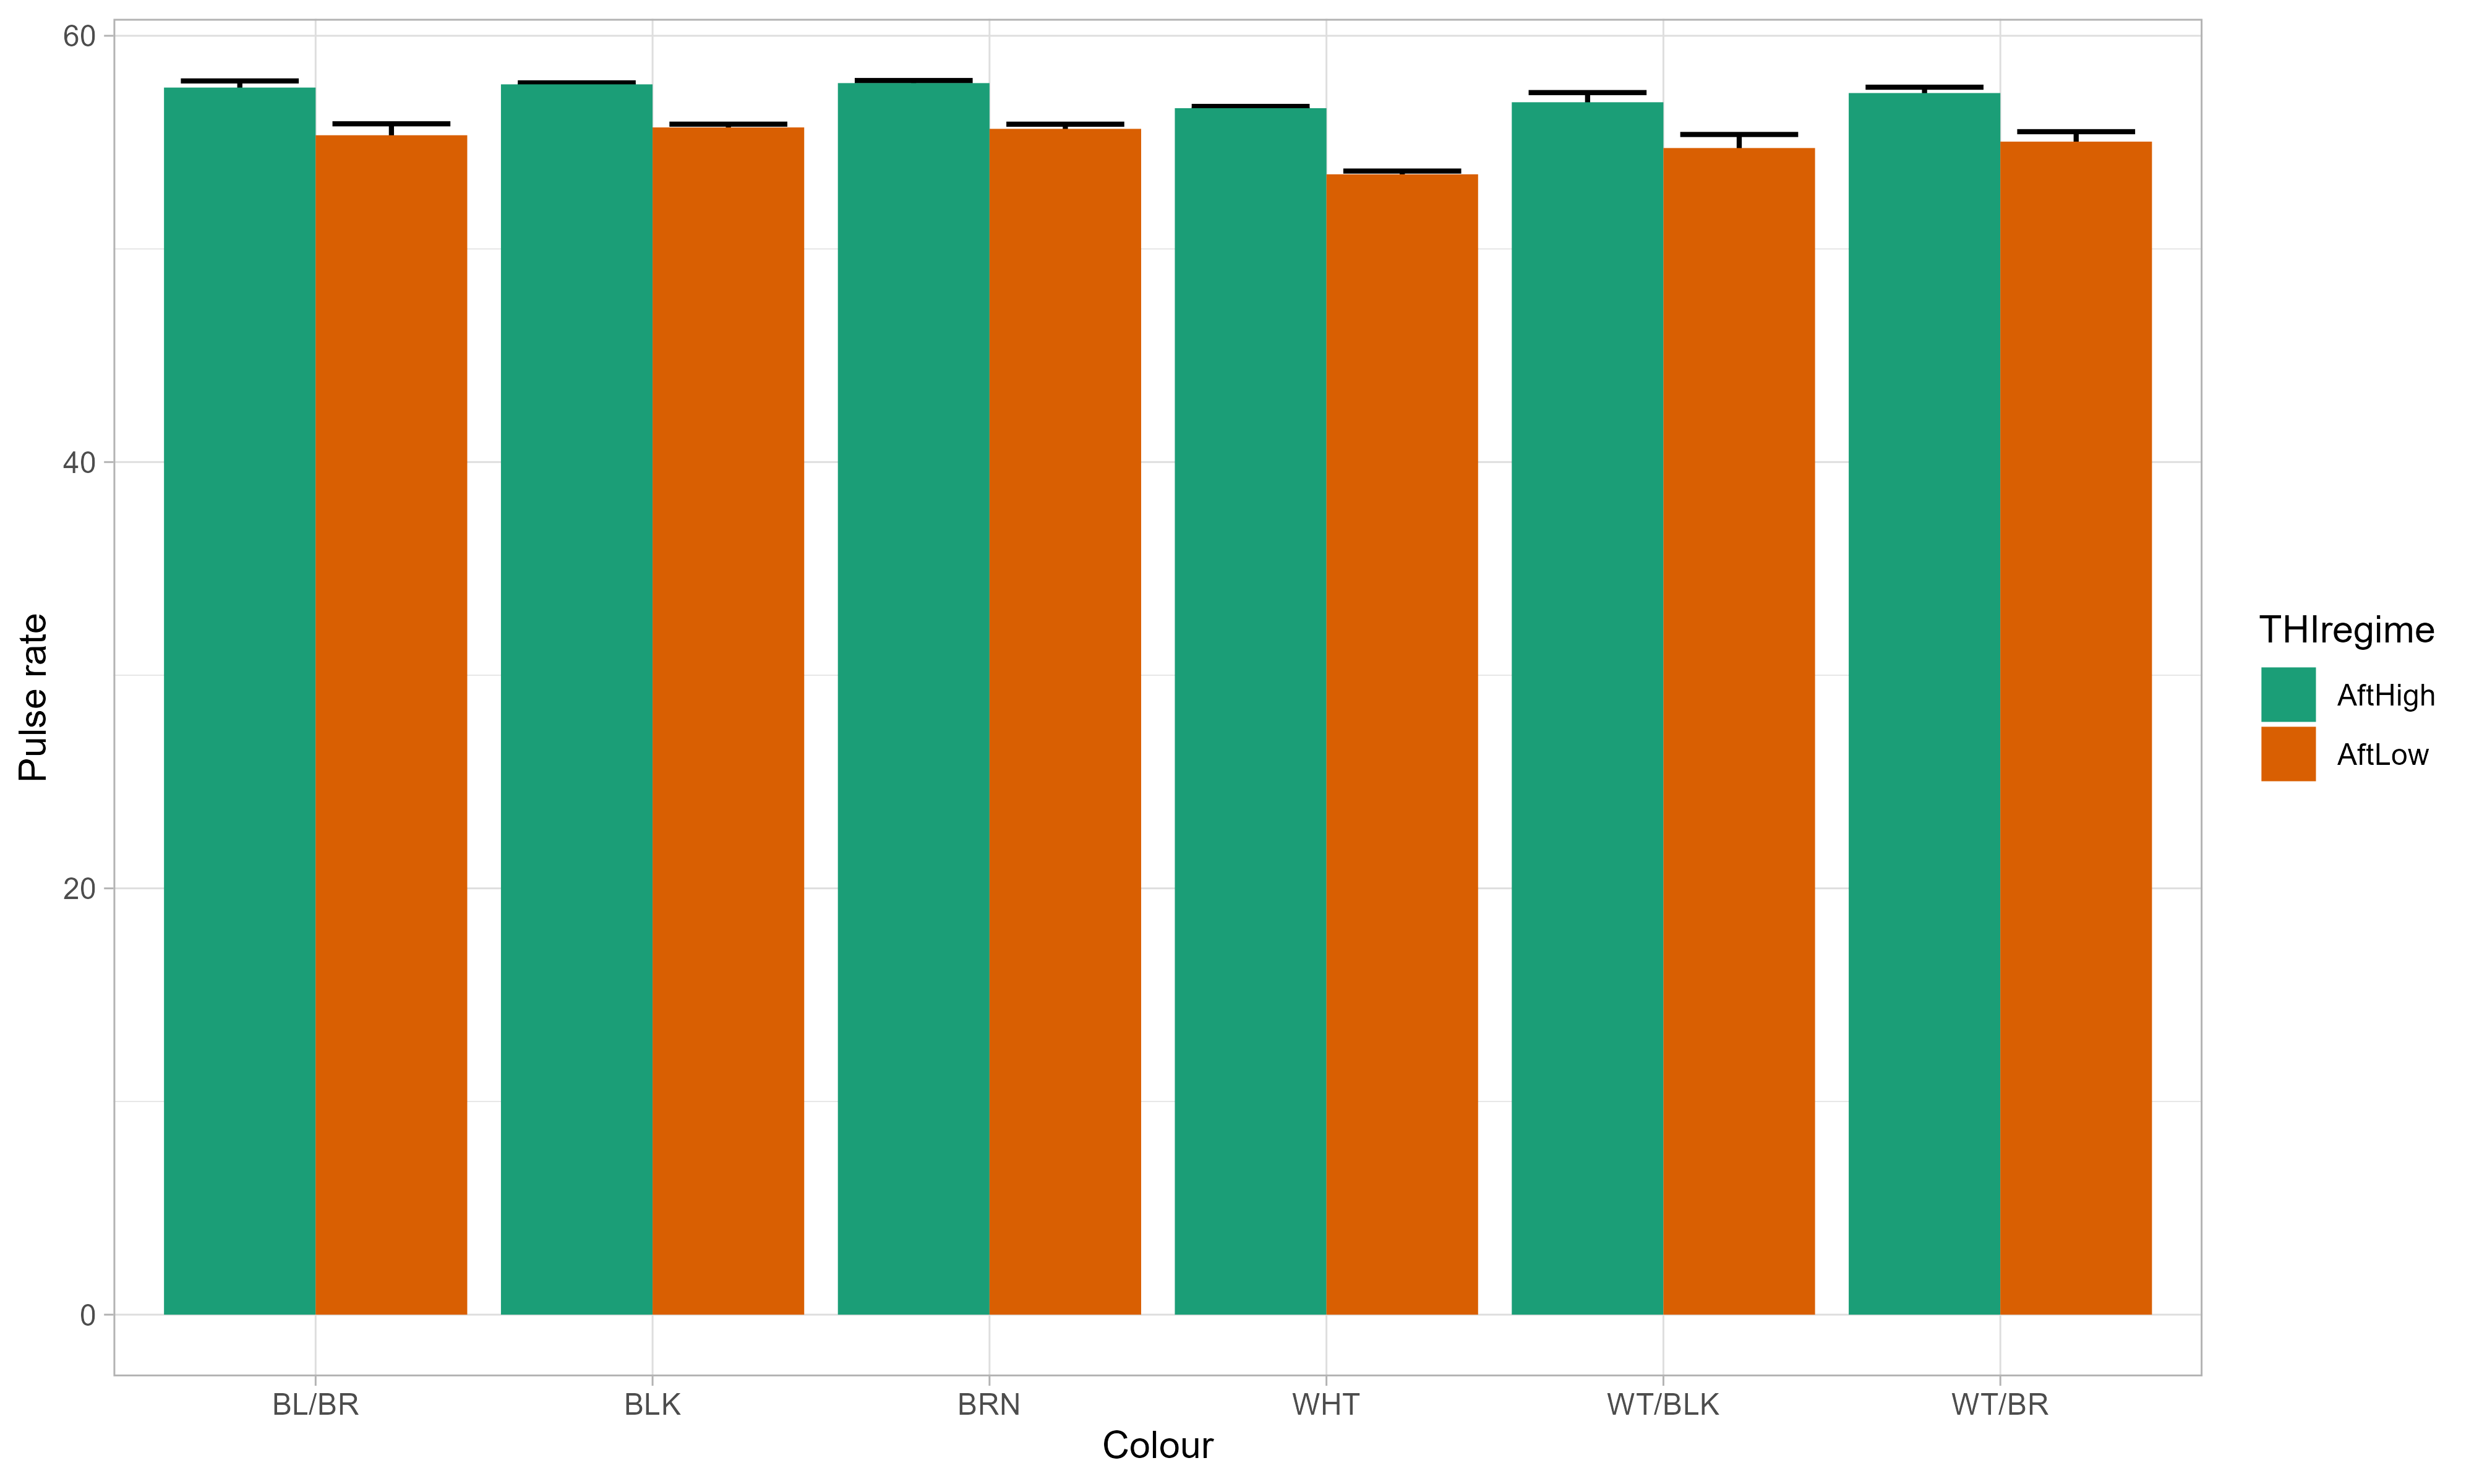 60
40
20
0
Pulse rate
BL/BR
BLK
BRN
WHT
WT/BLK
WT/BR
Colour
THIregime
AftHigh
AftLow